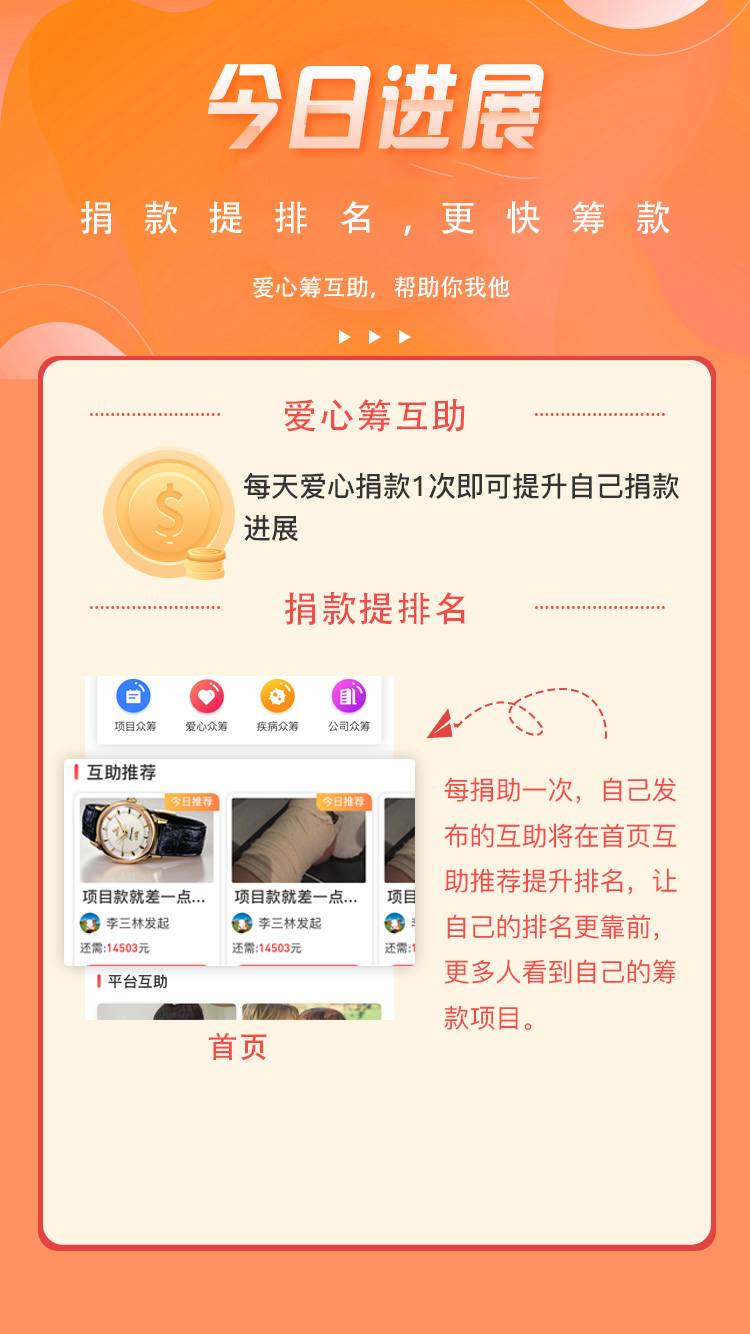 今日进展
捐款提排名,更快筹款
爱心筹互助，帮助你我他
爱心筹互助
每天爱心捐款1次即可提升自己捐款
进展
捐款提排名
项目众筹 爱心众筹 疾病众筹 公司众筹
互助推荐
今日推荐 今日推荐
项目款就差一点... 项目款就差一点... 项目
李三林发起 李三林发起
还需:14503元 还需:14503元 还需:1
平台互助
首页
每捐助一次，自己发
布的互助将在首页互
助推荐提升排名，让
自己的排名更靠前，
更多人看到自己的筹
款项目。